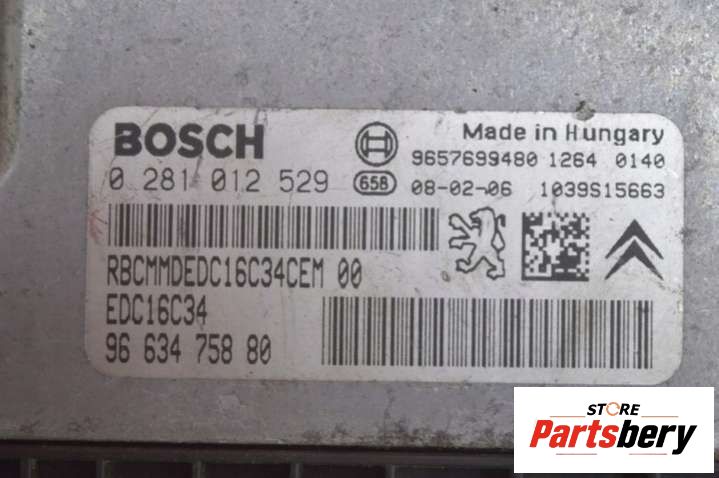 BOSCH
Made in Hungary
9657699480 1264 0140
0 281 012 529
658
08-02-06 1039S15663
RBCMMDEDC16C34CEM 00
EDC16C34
96 634 758 80
STORE
Partsbery